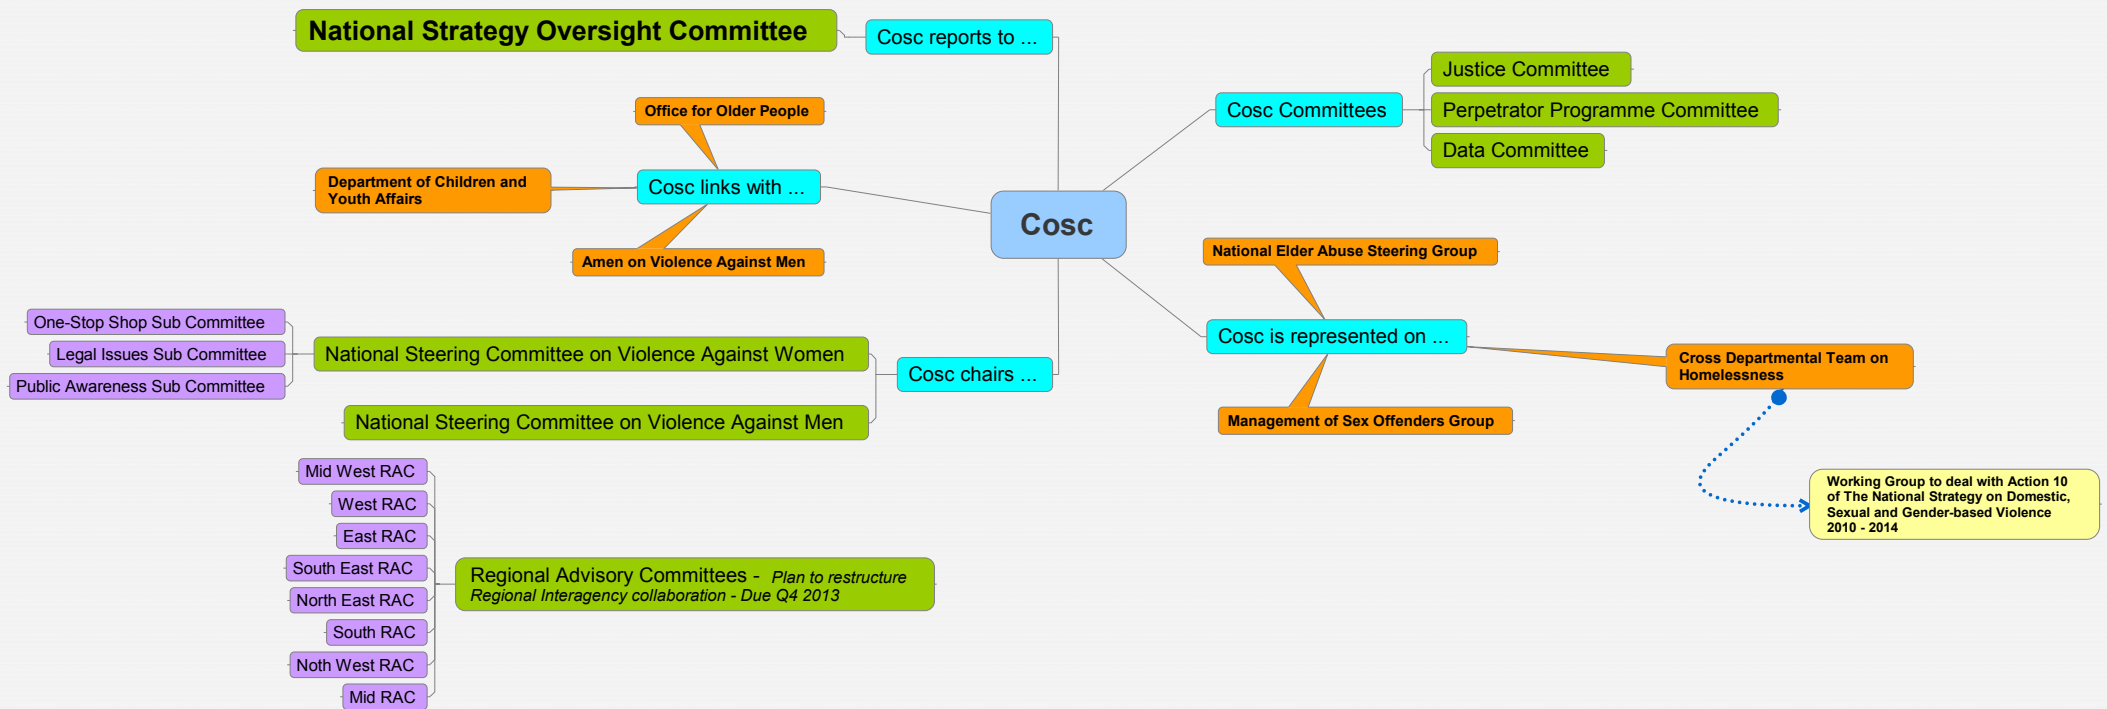 National Strategy Oversight Committee
Cosc reports to ...
Office for Older People
Department of Children and
Youth Affairs
Cosc links with ...
Amen on Violence Against Men
Cosc Committees
Justice Committee
Perpetrator Programme Committee
Data Committee
Cosc
National Elder Abuse Steering Group
Cosc is represented on ...
Cross Departmental Team on
Homelessness
Management of Sex Offenders Group
Working Group to deal with Action 10
of The National Strategy on Domestic,
Sexual and Gender-based Violence
2010 - 2014
One-Stop Shop Sub Committee
Legal Issues Sub Committee
Public Awareness Sub Committee
National Steering Committee on Violence Against Women
Cosc chairs ...
National Steering Committee on Violence Against Men
Mid West RAC
West RAC
East RAC
South East RAC
North East RAC
South RAC
Noth West RAC
Mid RAC
Regional Advisory Committees - Plan to restructure
Regional Interagency collaboration - Due Q4 2013